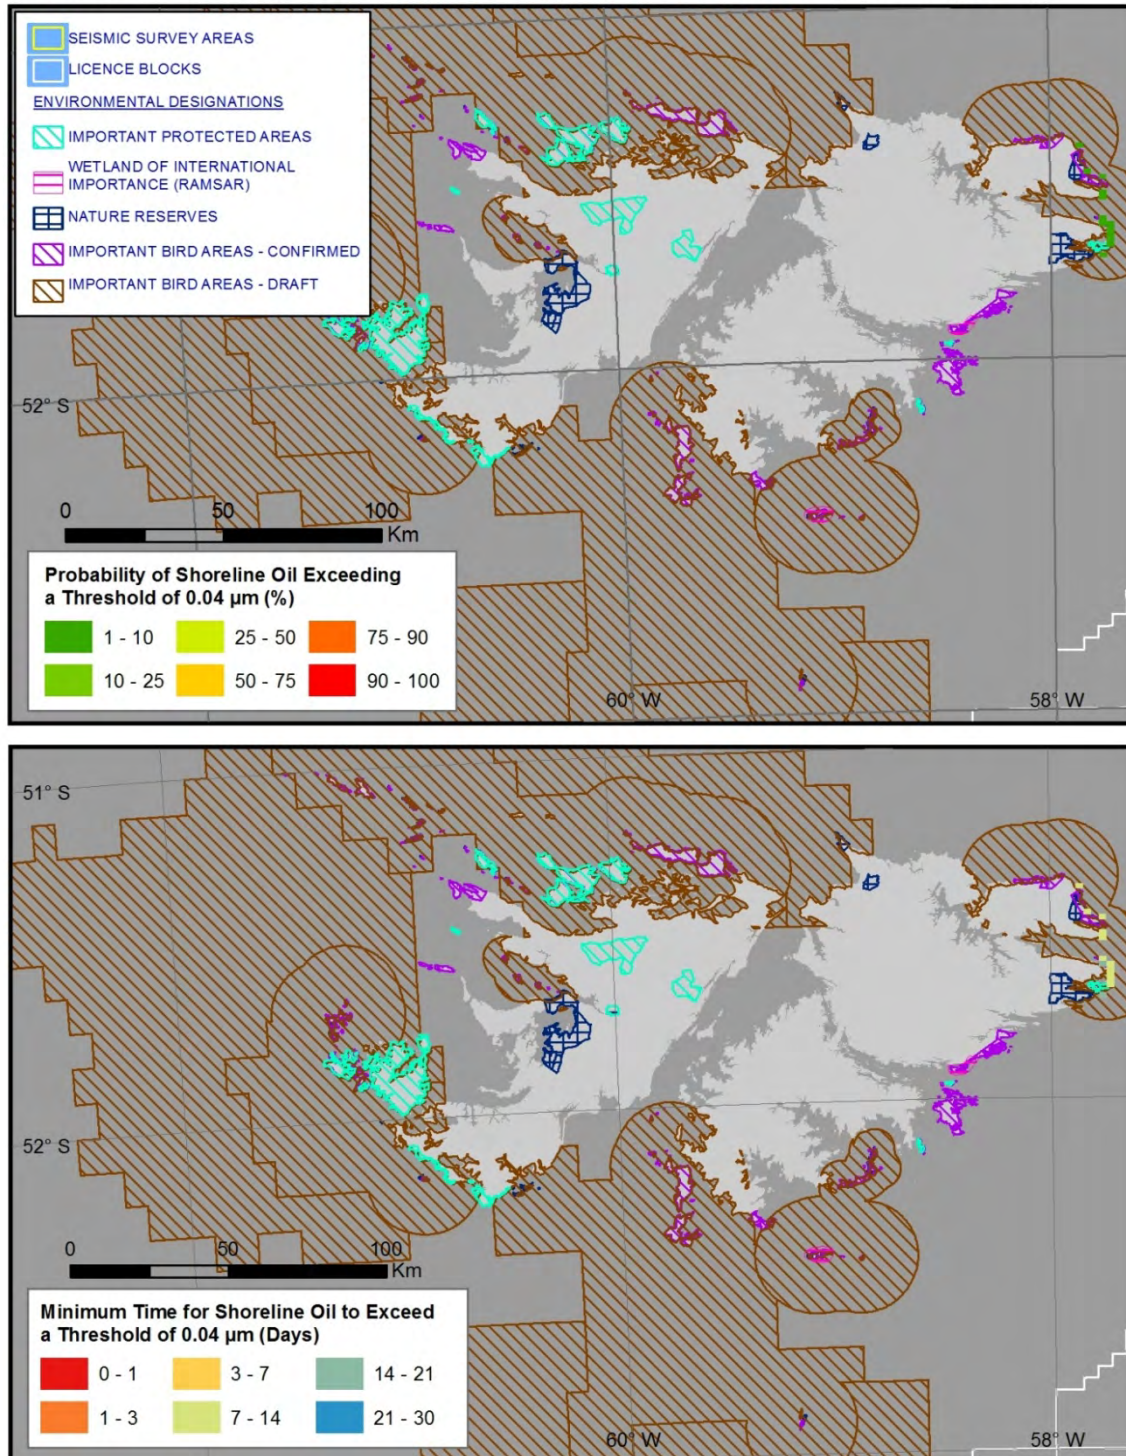 SEISMIC SURVEY AREAS
LICENCE BLOCKS
ENVIRONMENTAL DESIGNATIONS
IMPORTANT PROTECTED AREAS
WETLAND OF INTERNATIONAL
IMPORTANCE (RAMSAR)
NATURE RESERVES
IMPORTANT BIRD AREAS - CONFIRMED
IMPORTANT BIRD AREAS - DRAFT
52° S
0 50 100
Km
Probability of Shoreline Oil Exceeding
a Threshold of 0.04 µm (%)
1 - 10 25 - 50 75 - 90
10 - 25 50 - 75 90 - 100
60° W 58° W
51° S
52° S
0 50 100
Km
Minimum Time for Shoreline Oil to Exceed
a Threshold of 0.04 µm (Days)
0 - 1 3 - 7 14 - 21
1 - 3 7 - 14 21 - 30
60° W 58° W